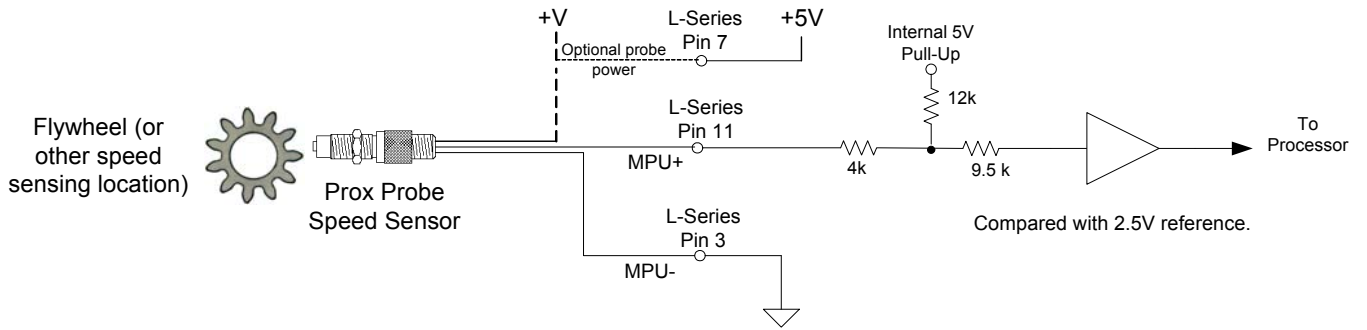 +V
L-Series
Pin 7
+5V
Optional probe
power
Internal 5V
Pull-Up
12k
Flywheel (or
other speed
sensing location)
Prox Probe
Speed Sensor
L-Series
Pin 11
MPU+
4k
9.5 k
To
Processor
Compared with 2.5V reference.
L-Series
Pin 3
MPU-